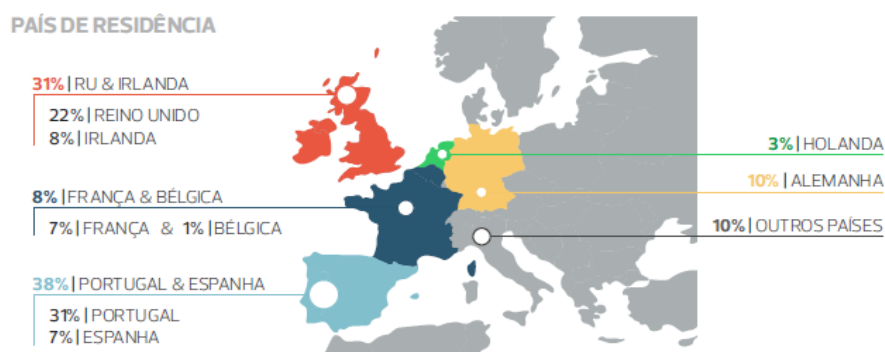 PAÍS DE RESIDÊNCIA
31% | RU & IRLANDA
22% | REINO UNIDO
8% | IRLANDA
8% | FRANÇA & BÉLGICA
7% | FRANÇA & 1% | BÉLGICA
38% | PORTUGAL & ESPANHA
31% | PORTUGAL
7% | ESPANHA
3% | HOLANDA
10% | ALEMANHA
10% | OUTROS PAÍSES